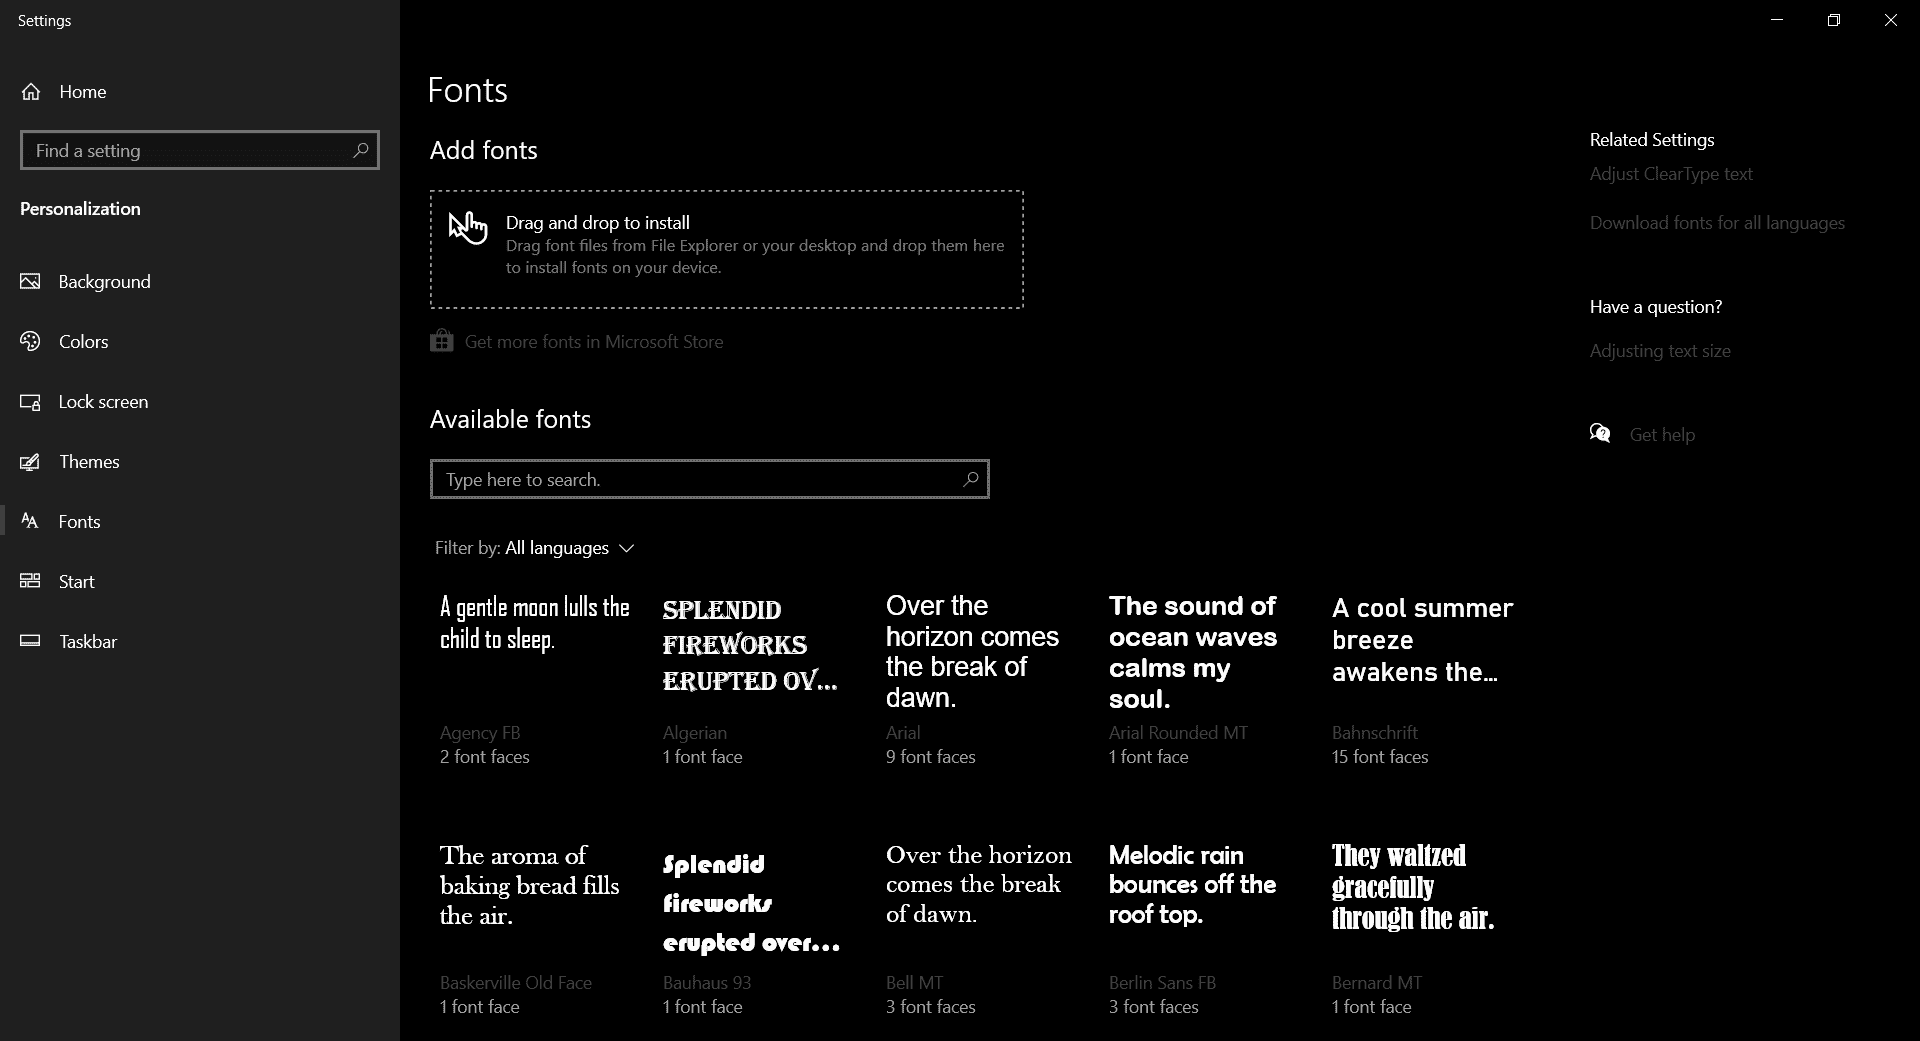 Settings
Home
Find a setting
Personalization
Background
Colors
Lock screen
Themes
Fonts
Start
Taskbar
Fonts
Add fonts
Drag and drop to install
Drag font files from File Explorer or your desktop and drop them here
to install fonts on your device.
Get more fonts in Microsoft Store
Available fonts
Type here to search.
Filter by: All languages
A gentle moon lulls the
child to sleep.
Agency FB
2 font faces
SPLENDID
FIREWORKS
ERUPTED OV...
Algerian
1 font face
Over the
horizon comes
the break of
dawn.
Arial
9 font faces
The sound of
ocean waves
calms my
soul.
Arial Rounded MT
1 font face
A cool summer
breeze
awakens the...
Bahnschrift
15 font faces
The aroma of
baking bread fills
the air.
Baskerville Old Face
1 font face
Splendid
fireworks
erupted over...
Bauhaus 93
1 font face
Over the horizon
comes the break
of dawn.
Bell MT
3 font faces
Melodic rain
bounces off the
roof top.
Berlin Sans FB
3 font faces
They waltzed
gracefully
through the air.
Bernard MT
1 font face
Related Settings
Adjust ClearType text
Download fonts for all languages
Have a question?
Adjusting text size
Get help